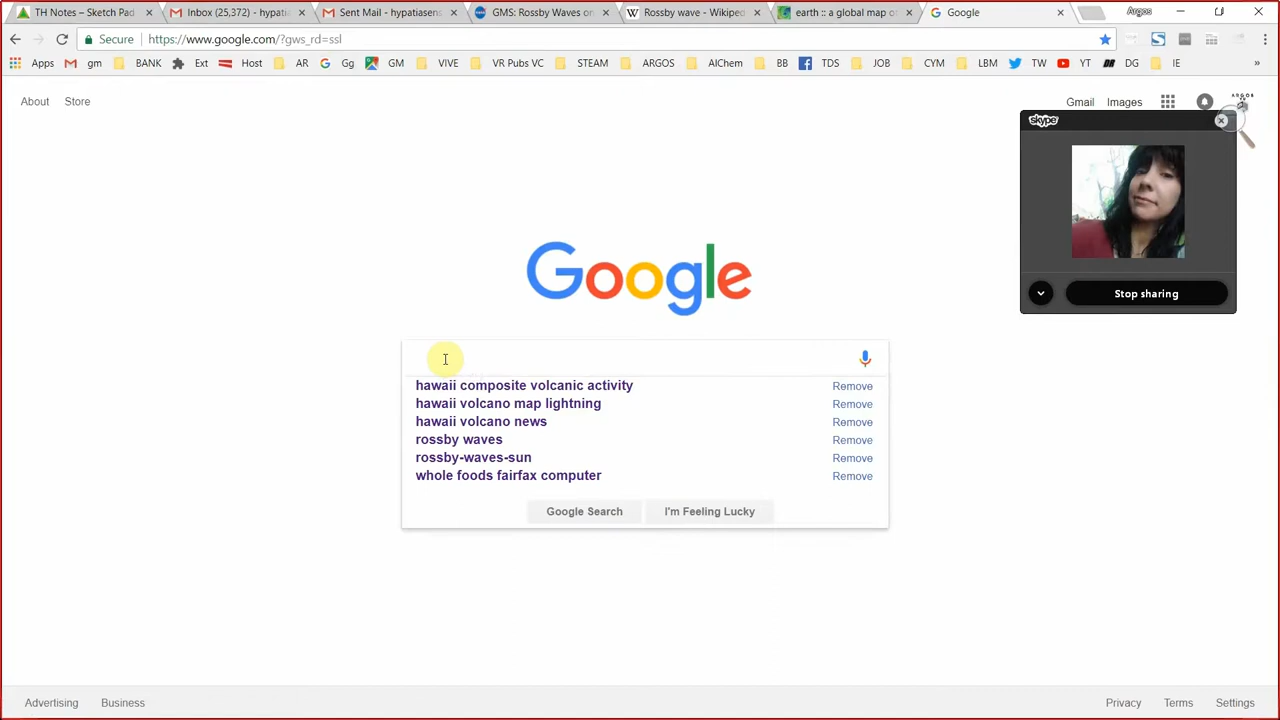 TH Notes – Sketch Pad
Inbox (25,372) - hypati
Sent Mail - hypatiasen
GMS: Rossby Waves on
Rossby wave - Wikiped
earth :: a global map of
Google
Argos
Secure
https://www.google.com/?gws_rd=ssl
Apps gm BANK Ext Host AR Gg GM VIVE VR Pubs VC STEAM ARGOS AIChem BB TDS JOB CYM LBM TW YT DG IE »
About Store
Gmail Images
ARGOS
skype
Stop sharing
Google
hawaii composite volcanic activity Remove
hawaii volcano map lightning Remove
hawaii volcano news Remove
rossby waves Remove
rossby-waves-sun Remove
whole foods fairfax computer Remove
Google Search I'm Feeling Lucky
Advertising Business Privacy Terms Settings